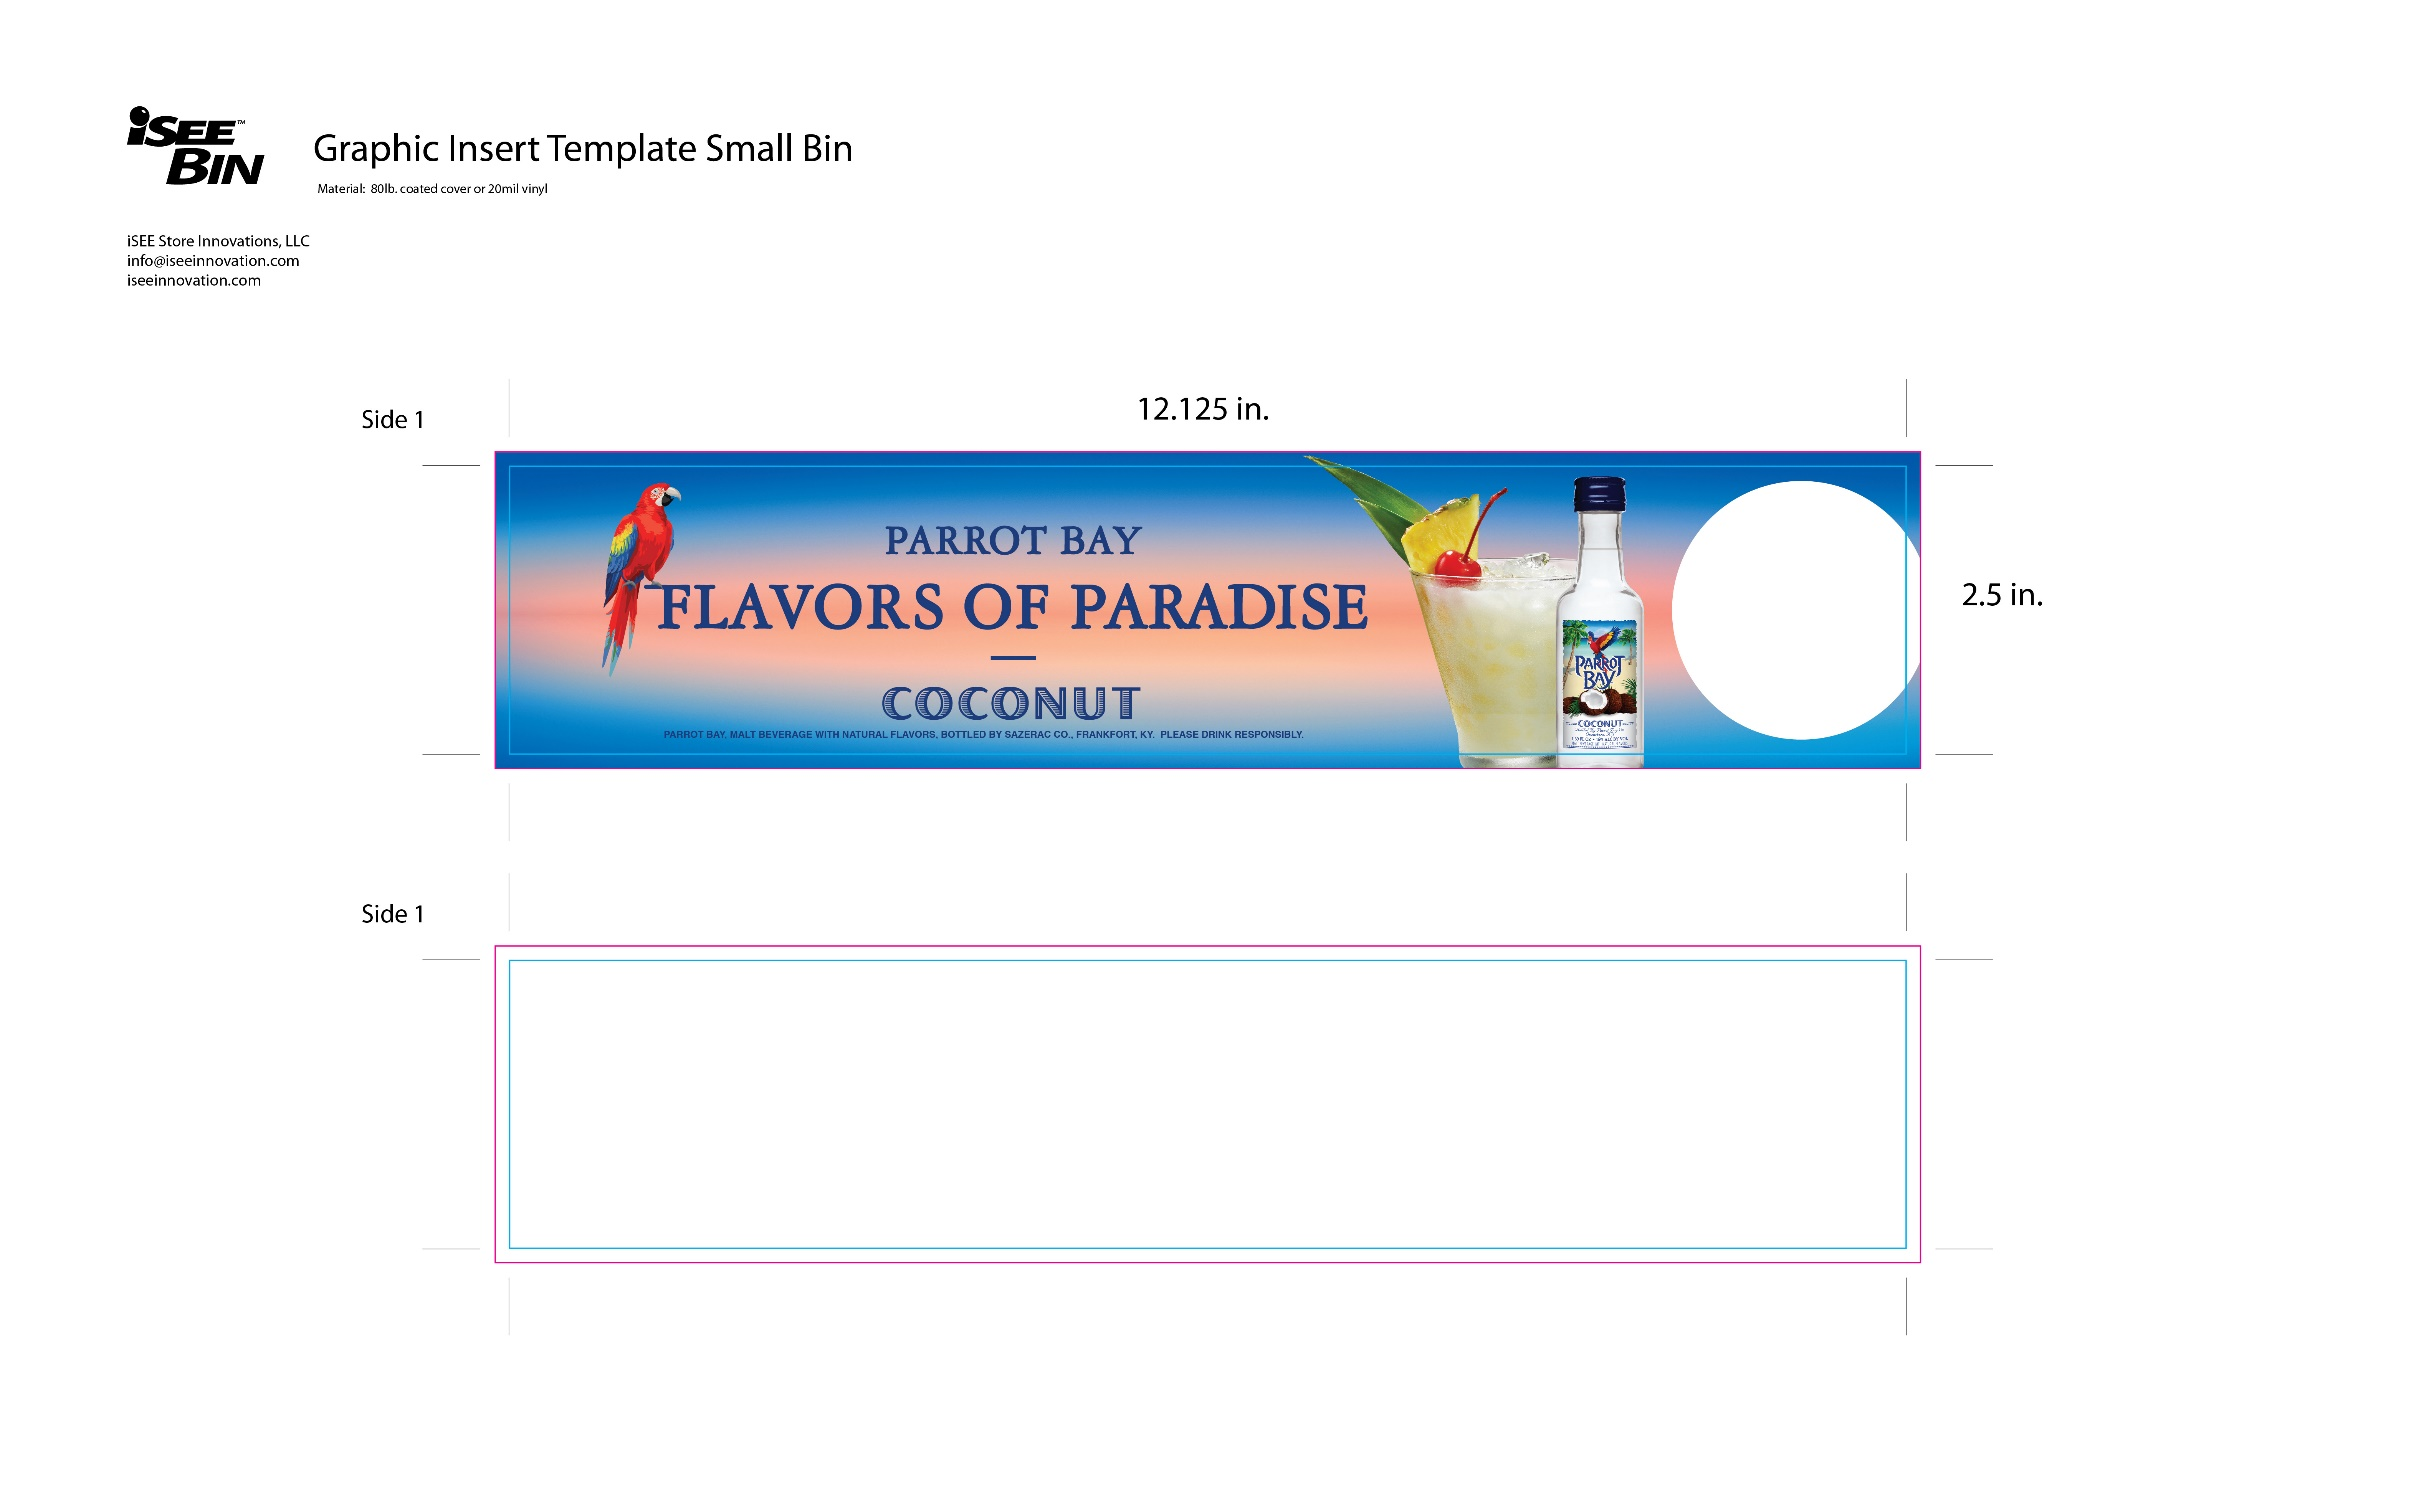 iSEE™
BIN
Graphic Insert Template Small Bin
Material: 80lb. coated cover or 20mil vinyl
iSEE Store Innovations, LLC
info@iseeinnovation.com
iseeinnovation.com
Side 1
12.125 in.
PARROT BAY
FLAVORS OF PARADISE
COCONUT
PARROT BAY, MALT BEVERAGE WITH NATURAL FLAVORS, BOTTLED BY SAZERAC CO., FRANKFORT, KY. PLEASE DRINK RESPONSIBLY.
PARROT
BAY
COCONUT
2.5 in.
Side 1